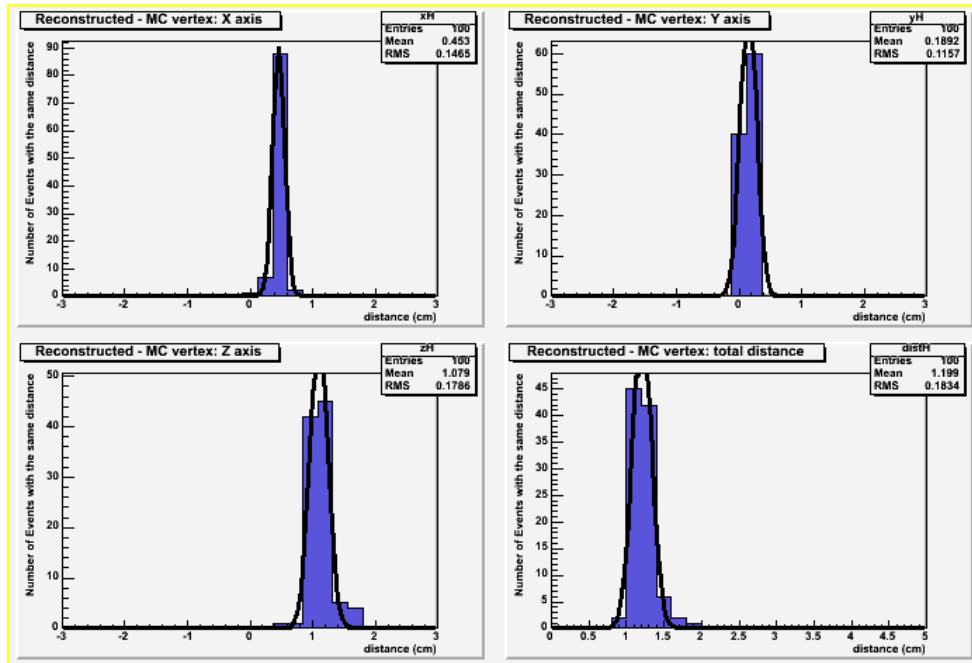 Reconstructed - MC vertex: X axis
xH
Entries 100
Mean 0.453
RMS 0.1465
Number of Events with the same distance
90
80
70
60
50
40
30
20
10
0
-3 -2 -1 0 1 2 3
distance (cm)
Reconstructed - MC vertex: Y axis
yH
Entries 100
Mean 0.1892
RMS 0.1157
Number of Events with the same distance
60
50
40
30
20
10
0
-3 -2 -1 0 1 2 3
distance (cm)
Reconstructed - MC vertex: Z axis
zH
Entries 100
Mean 1.079
RMS 0.1786
Number of Events with the same distance
50
40
30
20
10
0
-3 -2 -1 0 1 2 3
distance (cm)
Reconstructed - MC vertex: total distance
distH
Entries 100
Mean 1.199
RMS 0.1834
Number of Events with the same distance
45
40
35
30
25
20
15
10
5
0
0 0.5 1 1.5 2 2.5 3 3.5 4 4.5 5
distance (cm)